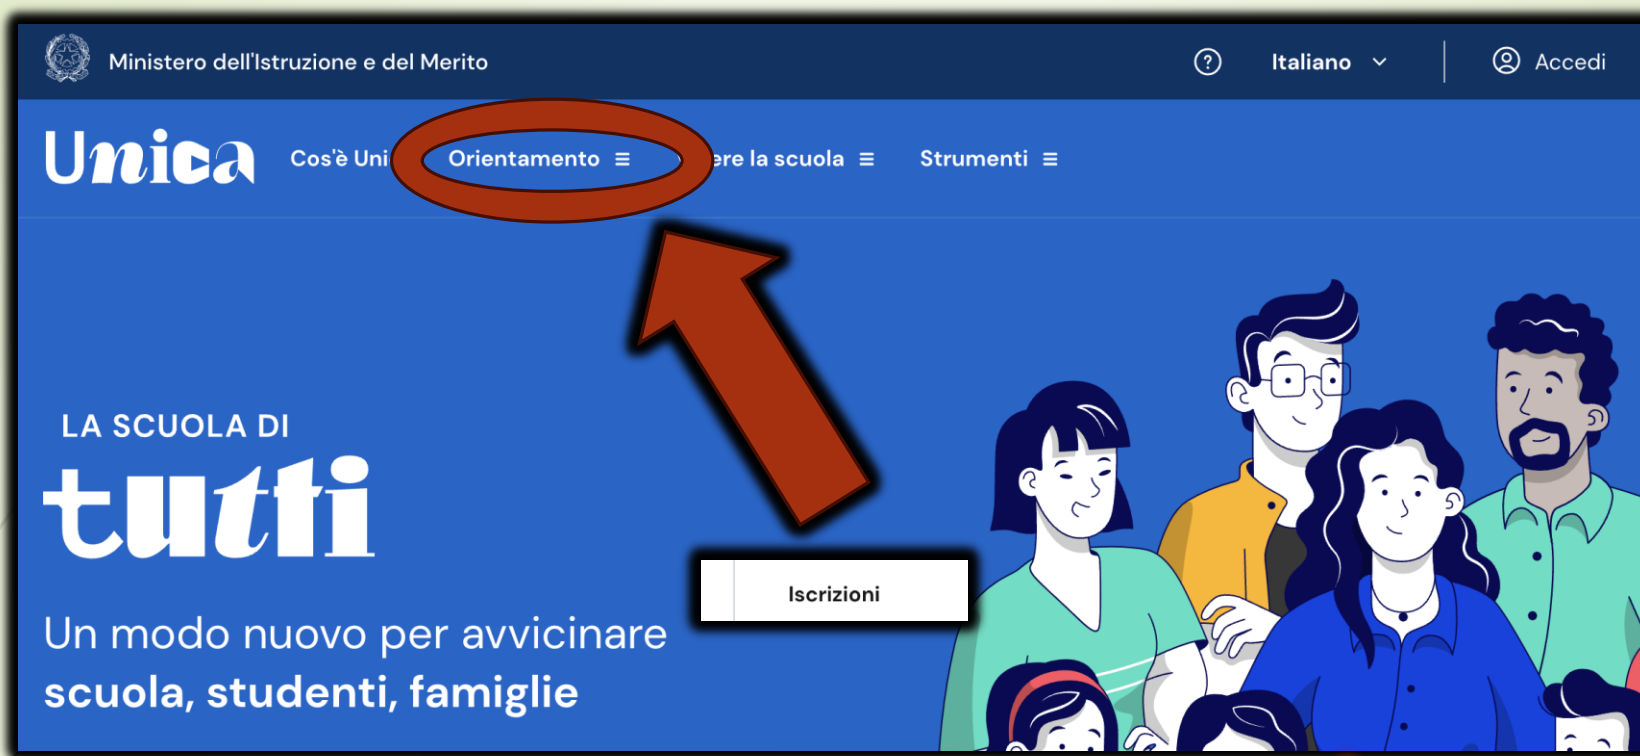 Ministero dell'Istruzione e del Merito
Italiano
Accedi
Unica
Cos'è Uni
Orientamento
ere la scuola
Strumenti
LA SCUOLA DI
tutti
Iscrizioni
Un modo nuovo per avvicinare
scuola, studenti, famiglie